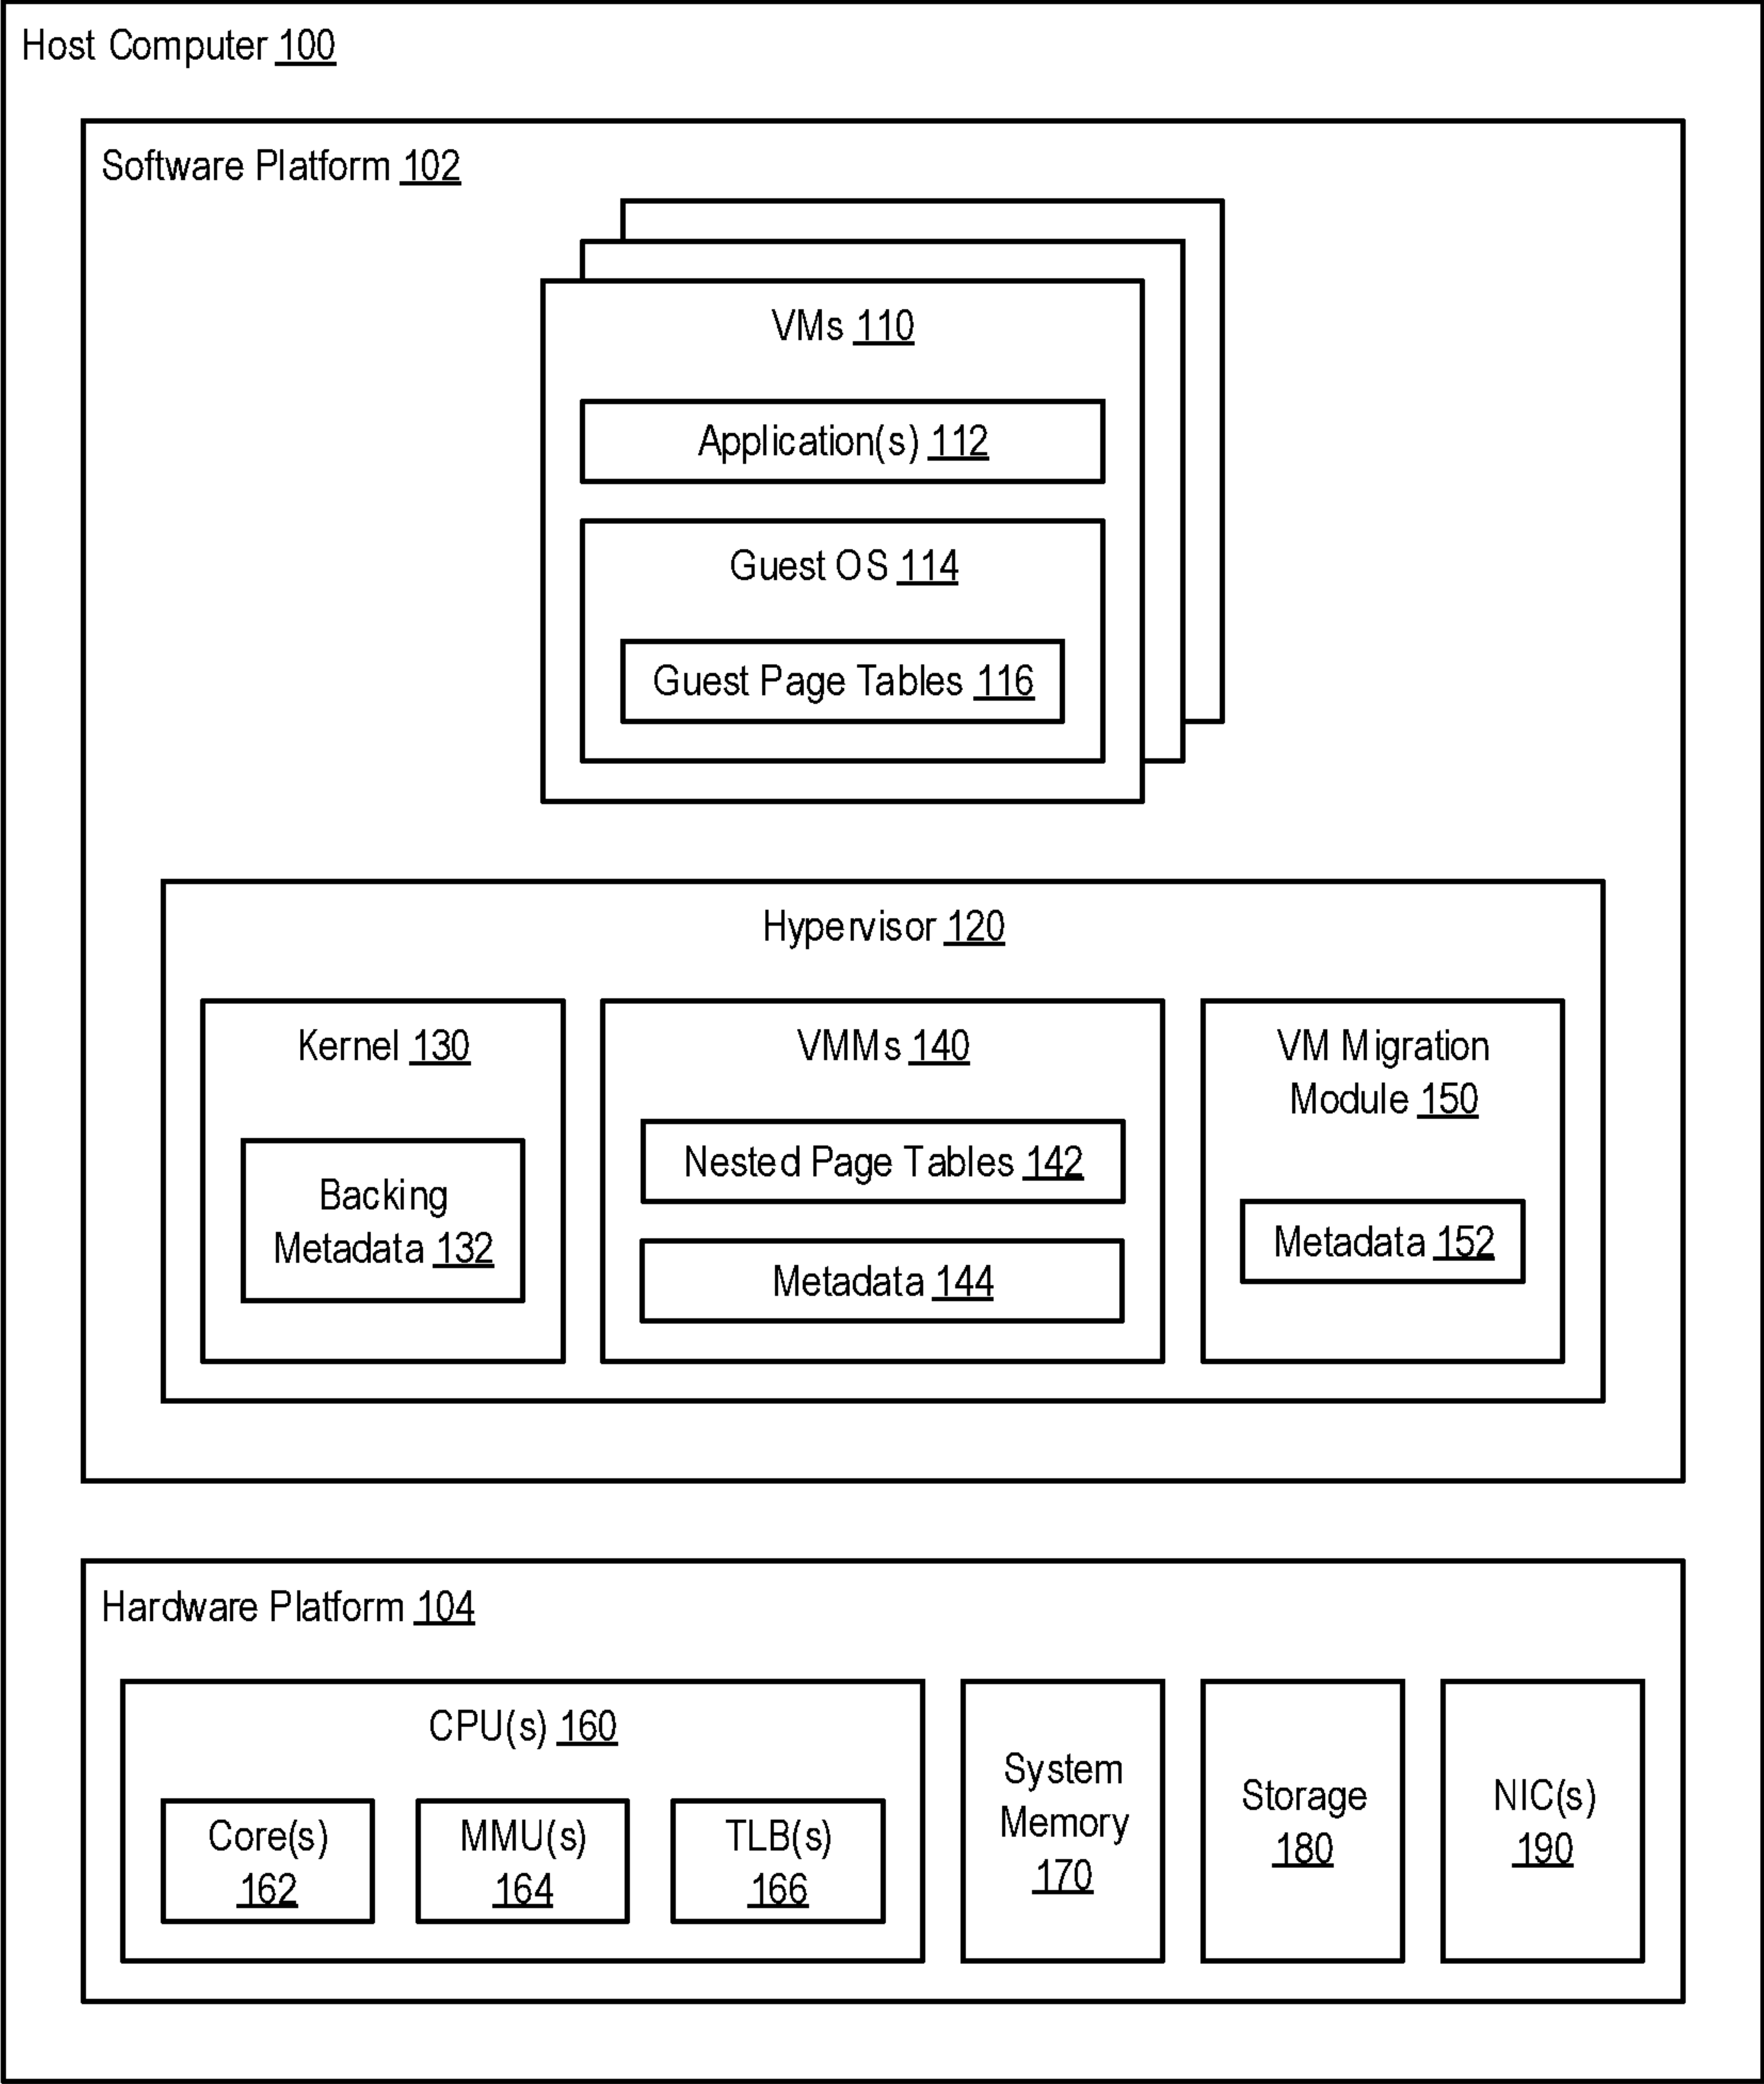 Host Computer 100
Software Platform 102
VMs 110
Application(s) 112
Guest OS 114
Guest Page Tables 116
Hypervisor 120
Kernel 130
Backing
Metadata 132
VMMs 140
Nested Page Tables 142
Metadata 144
VM Migration
Module 150
Metadata 152
Hardware Platform 104
CPU(s) 160
Core(s)
162
MMU(s)
164
TLB(s)
166
System
Memory
170
Storage
180
NIC(s)
190